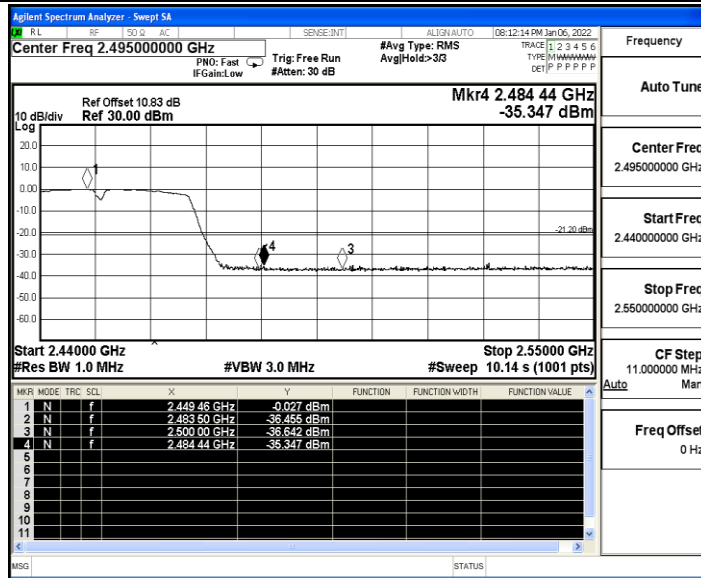 Agilent Spectrum Analyzer - Swept SA
RL RF 50 Ω AC SENSE:INT ALIGNAUTO 08:12:14 PM Jan 06, 2022
Center Freq 2.495000000 GHz #Avg Type: RMS TRACE 1 2 3 4 5 6
PNO: Fast Trig: Free Run Avg|Hold:>3/3 TYPE MWWWWW
IFGain:Low #Atten: 30 dB DET P P P P P P
Ref Offset 10.83 dB Mkr4 2.484 44 GHz
10 dB/div Ref 30.00 dBm -35.347 dBm
Log
20.0
10.0
1
0.00
-10.0
-20.0
-21.20 dBm
4 3
-30.0
-40.0
-50.0
-60.0
Start 2.44000 GHz Stop 2.55000 GHz
#Res BW 1.0 MHz #VBW 3.0 MHz #Sweep 10.14 s (1001 pts)
MKR MODE TRC SCL X Y FUNCTION FUNCTION WIDTH FUNCTION VALUE
1 N f 2.449 46 GHz -0.027 dBm
2 N f 2.483 50 GHz -36.455 dBm
3 N f 2.500 00 GHz -36.642 dBm
4 N f 2.484 44 GHz -35.347 dBm
5
6
7
8
9
10
11
MSG STATUS
Frequency
Auto Tune
Center Freq
2.495000000 GHz
Start Freq
2.440000000 GHz
Stop Freq
2.550000000 GHz
CF Step
11.000000 MHz
Auto Man
Freq Offset
0 Hz